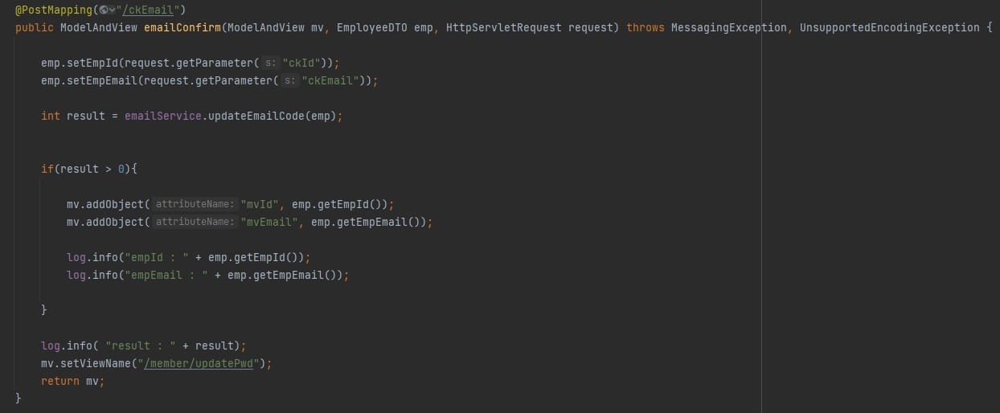 @PostMapping("/ckEmail")
public ModelAndView emailConfirm(ModelAndView mv, EmployeeDTO emp, HttpServletRequest request) throws MessagingException, UnsupportedEncodingException {
emp.setEmpId(request.getParameter( s: "ckId"));
emp.setEmpEmail(request.getParameter( s: "ckEmail"));
int result = emailService.updateEmailCode(emp);
if(result > 0){
mv.addObject( attributeName: "mvId", emp.getEmpId());
mv.addObject( attributeName: "mvEmail", emp.getEmpEmail());
log.info("empId : " + emp.getEmpId());
log.info("empEmail : " + emp.getEmpEmail());
}
log.info( "result : " + result);
mv.setViewName("/member/updatePwd");
return mv;
}